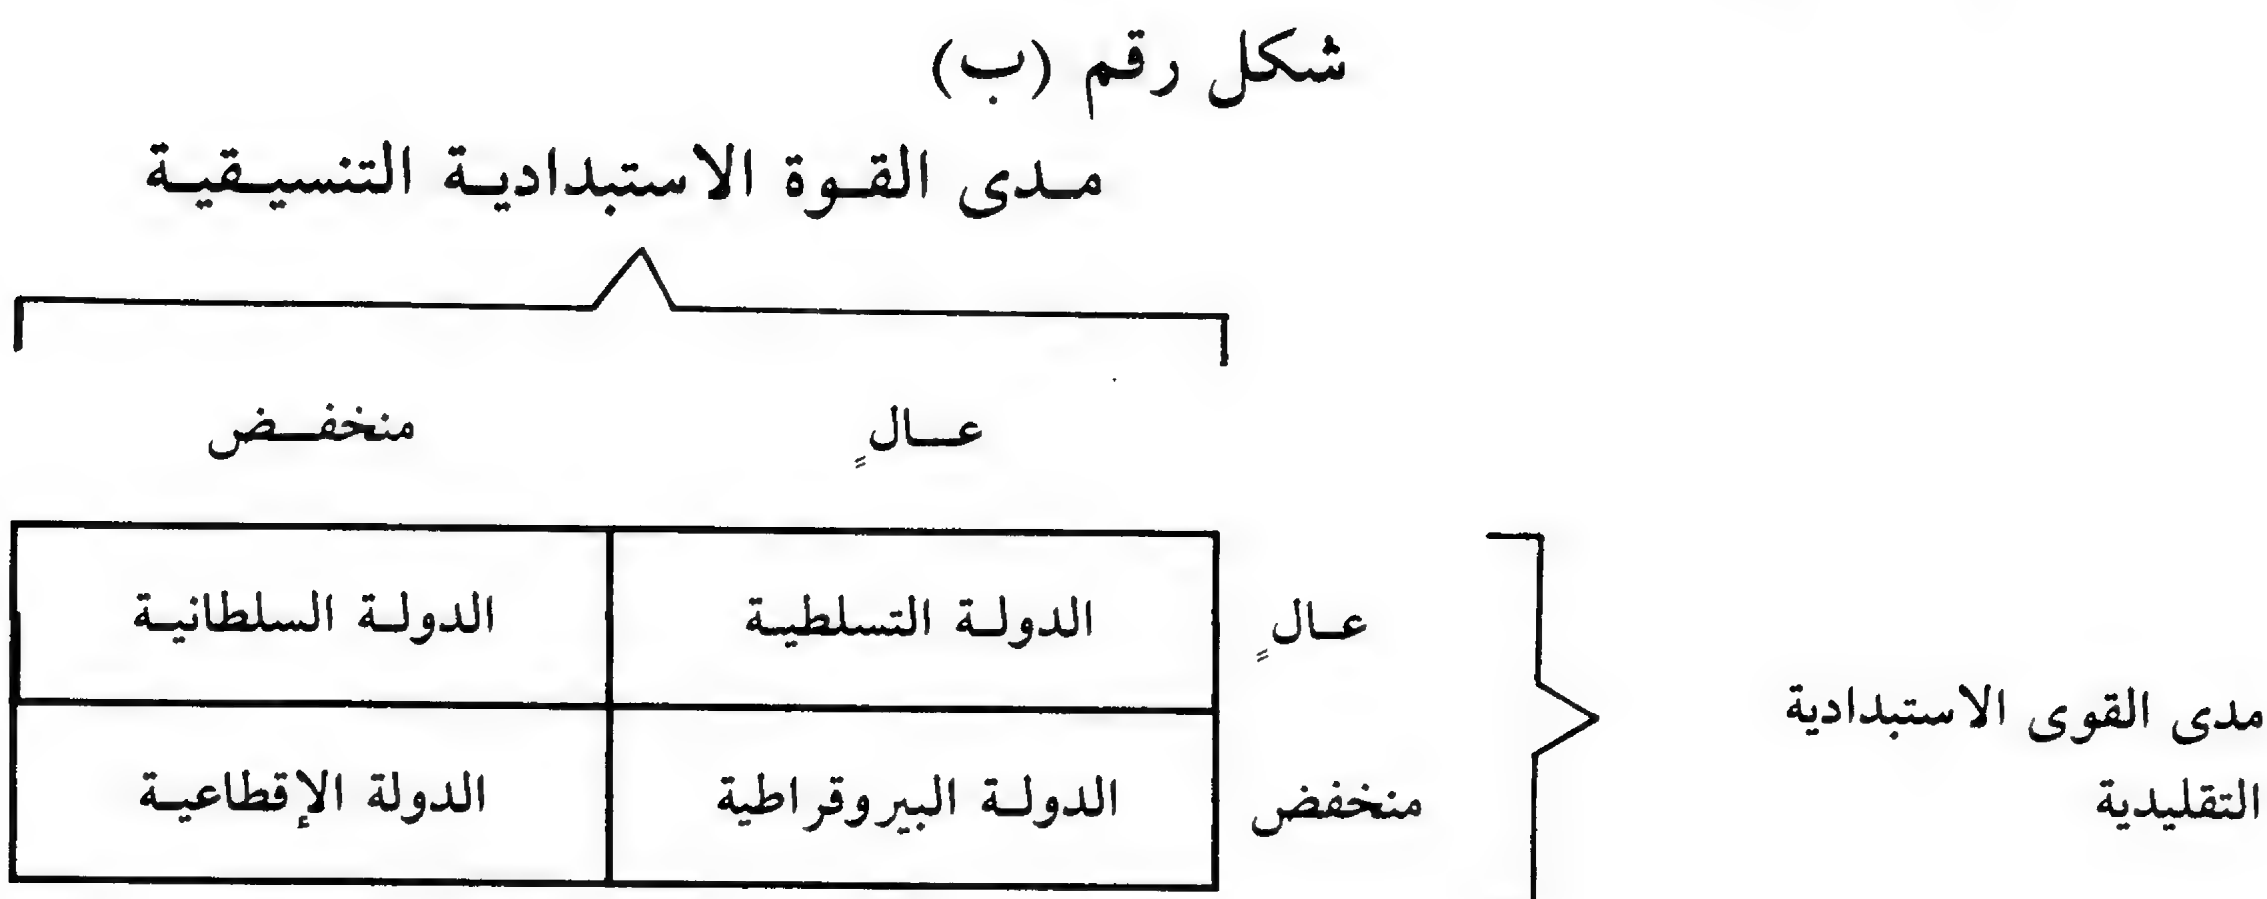 شكل رقم (ب)
مدى القوة الاستبدادية التنسيقية
عالٍ منخفض
عالٍ الدولة التسلطية الدولة السلطانية
مدى القوى الاستبدادية
التقليدية
منخفض الدولة البيروقراطية الدولة الإقطاعية